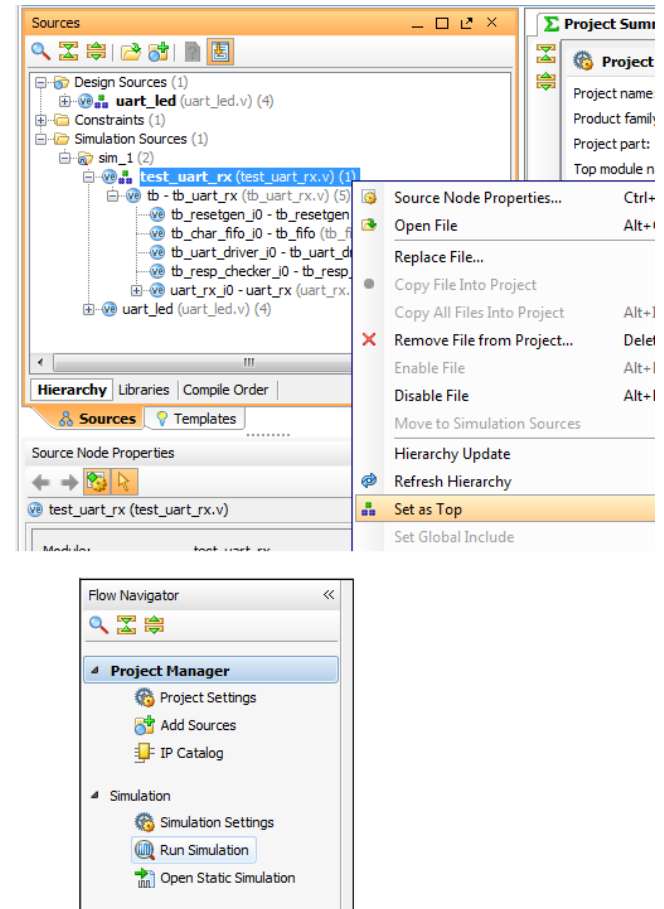 Sources
Σ Project Sum
Project
Design Sources (1)
uart_led (uart_led.v) (4)
Project name:
Constraints (1)
Product family
Simulation Sources (1)
Project part:
sim_1 (2)
Top module n
test_uart_rx (test_uart_rx.v) (1)
tb - tb_uart_rx (tb_uart_rx.v) (5)
tb_resetgen_i0 - tb_resetgen
tb_char_fifo_i0 - tb_fifo (tb_fi
tb_uart_driver_i0 - tb_uart_d
tb_resp_checker_i0 - tb_resp_
uart_rx_i0 - uart_rx (uart_rx.
uart_led (uart_led.v) (4)
Hierarchy Libraries Compile Order
Sources Templates
Source Node Properties
test_uart_rx (test_uart_rx.v)
Module: test_uart_rx
Source Node Properties... Ctrl+
Open File Alt+
Replace File...
Copy File Into Project
Copy All Files Into Project Alt+I
Remove File from Project... Delet
Enable File Alt+
Disable File Alt+
Move to Simulation Sources
Hierarchy Update
Refresh Hierarchy
Set as Top
Set Global Include
Flow Navigator
Project Manager
Project Settings
Add Sources
IP Catalog
Simulation
Simulation Settings
Run Simulation
Open Static Simulation